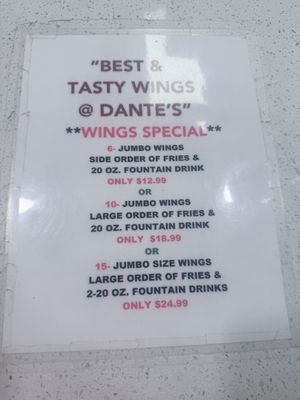 "BEST &
TASTY WINGS
@ DANTE'S"
**WINGS SPECIAL**
6- JUMBO WINGS
SIDE ORDER OF FRIES &
20 OZ. FOUNTAIN DRINK
ONLY $12.99
OR
10- JUMBO WINGS
LARGE ORDER OF FRIES &
20 OZ. FOUNTAIN DRINK
ONLY $18.99
OR
15- JUMBO SIZE WINGS
LARGE ORDER OF FRIES &
2-20 OZ. FOUNTAIN DRINKS
ONLY $24.99